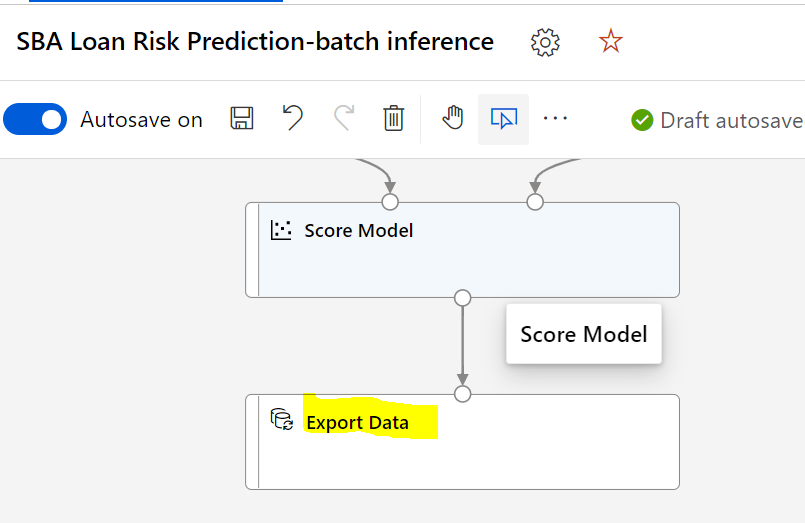 SBA Loan Risk Prediction-batch inference
Autosave on
Draft autosave
Score Model
Score Model
Export Data